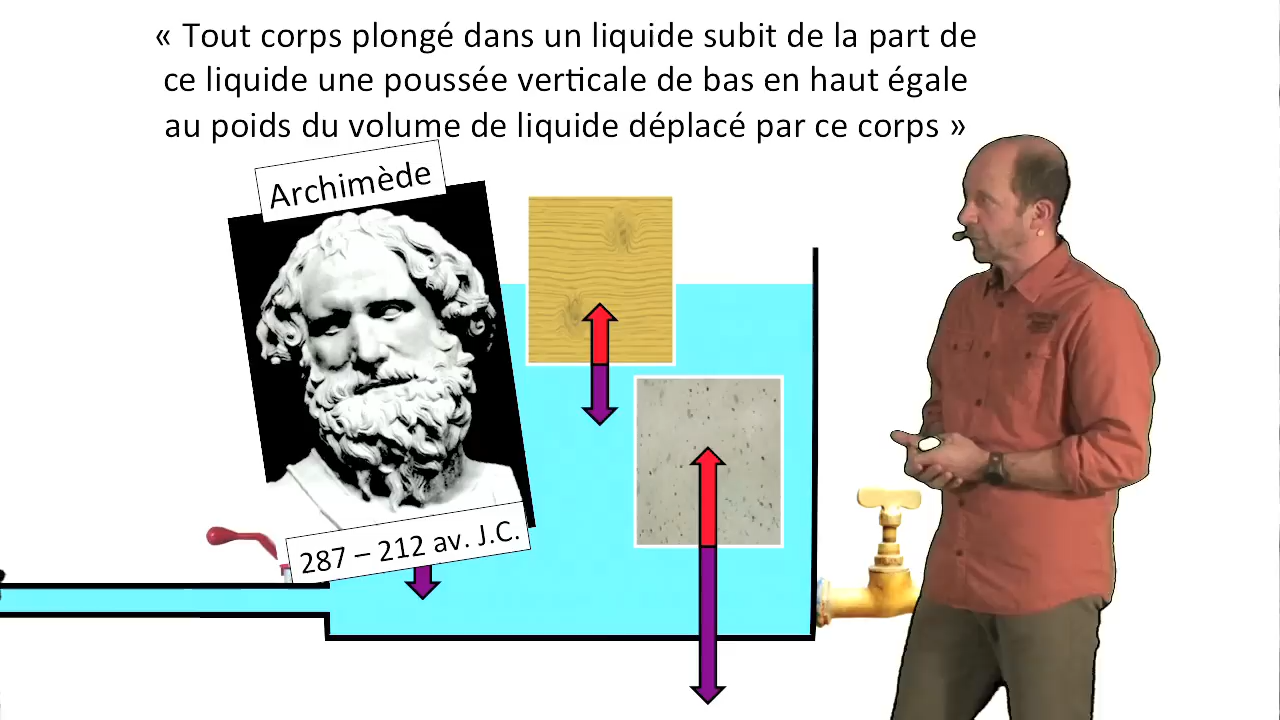 « Tout corps plongé dans un liquide subit de la part de
ce liquide une poussée verticale de bas en haut égale
au poids du volume de liquide déplacé par ce corps »
Archimède
287 – 212 av. J.C.